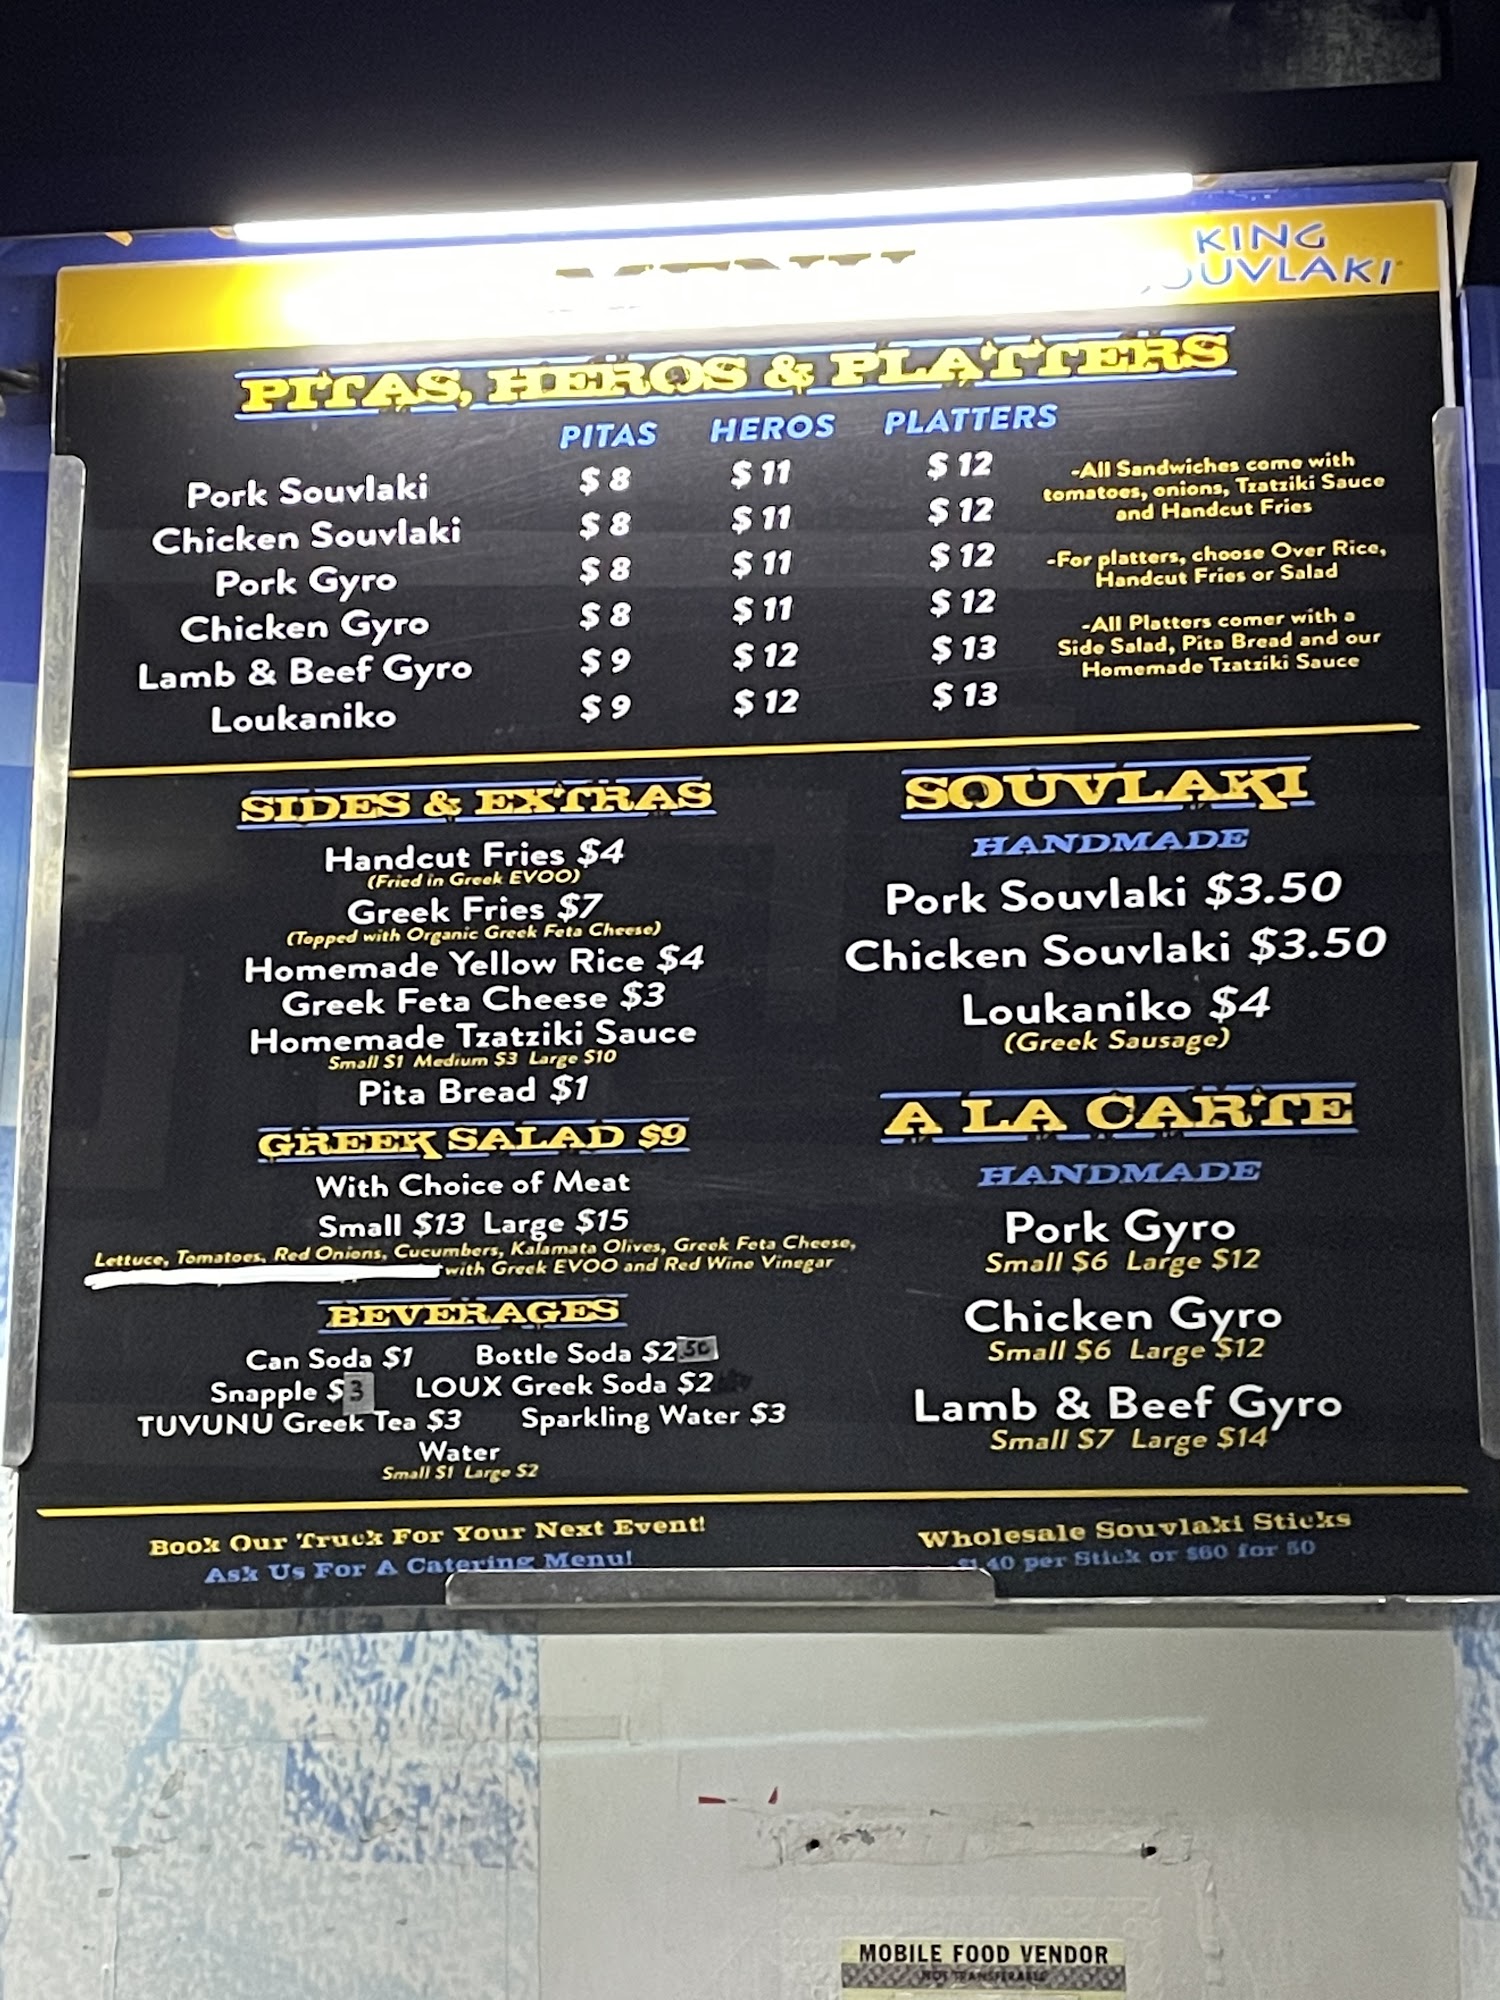 KING
SOUVLAKI
PITAS, HEROS & PLATTERS
PITAS HEROS PLATTERS
Pork Souvlaki $ 8 $ 11 $ 12
Chicken Souvlaki $ 8 $ 11 $ 12
Pork Gyro $ 8 $ 11 $ 12
Chicken Gyro $ 8 $ 11 $ 12
Lamb & Beef Gyro $ 9 $ 12 $ 13
Loukaniko $ 9 $ 12 $ 13
-All Sandwiches come with
tomatoes, onions, Tzatziki Sauce
and Handcut Fries
-For platters, choose Over Rice,
Handcut Fries or Salad
-All Platters comer with a
Side Salad, Pita Bread and our
Homemade Tzatziki Sauce
SIDES & EXTRAS
Handcut Fries $4
(Fried in Greek EVOO)
Greek Fries $7
(Topped with Organic Greek Feta Cheese)
Homemade Yellow Rice $4
Greek Feta Cheese $3
Homemade Tzatziki Sauce
Small $1 Medium $3 Large $10
Pita Bread $1
GREEK SALAD $9
With Choice of Meat
Small $13 Large $15
Lettuce, Tomatoes, Red Onions, Cucumbers, Kalamata Olives, Greek Feta Cheese,
with Greek EVOO and Red Wine Vinegar
BEVERAGES
Can Soda $1 Bottle Soda $2.50
Snapple $3 LOUX Greek Soda $2
TUVUNU Greek Tea $3 Sparkling Water $3
Water
Small $1 Large $2
SOUVLAKI
HANDMADE
Pork Souvlaki $3.50
Chicken Souvlaki $3.50
Loukaniko $4
(Greek Sausage)
A LA CARTE
HANDMADE
Pork Gyro
Small $6 Large $12
Chicken Gyro
Small $6 Large $12
Lamb & Beef Gyro
Small $7 Large $14
Book Our Truck For Your Next Event!
Ask Us For A Catering Menu!
Wholesale Souvlaki Sticks
$1.40 per Stick or $60 for 50
MOBILE FOOD VENDOR
NOT TRANSFERABLE